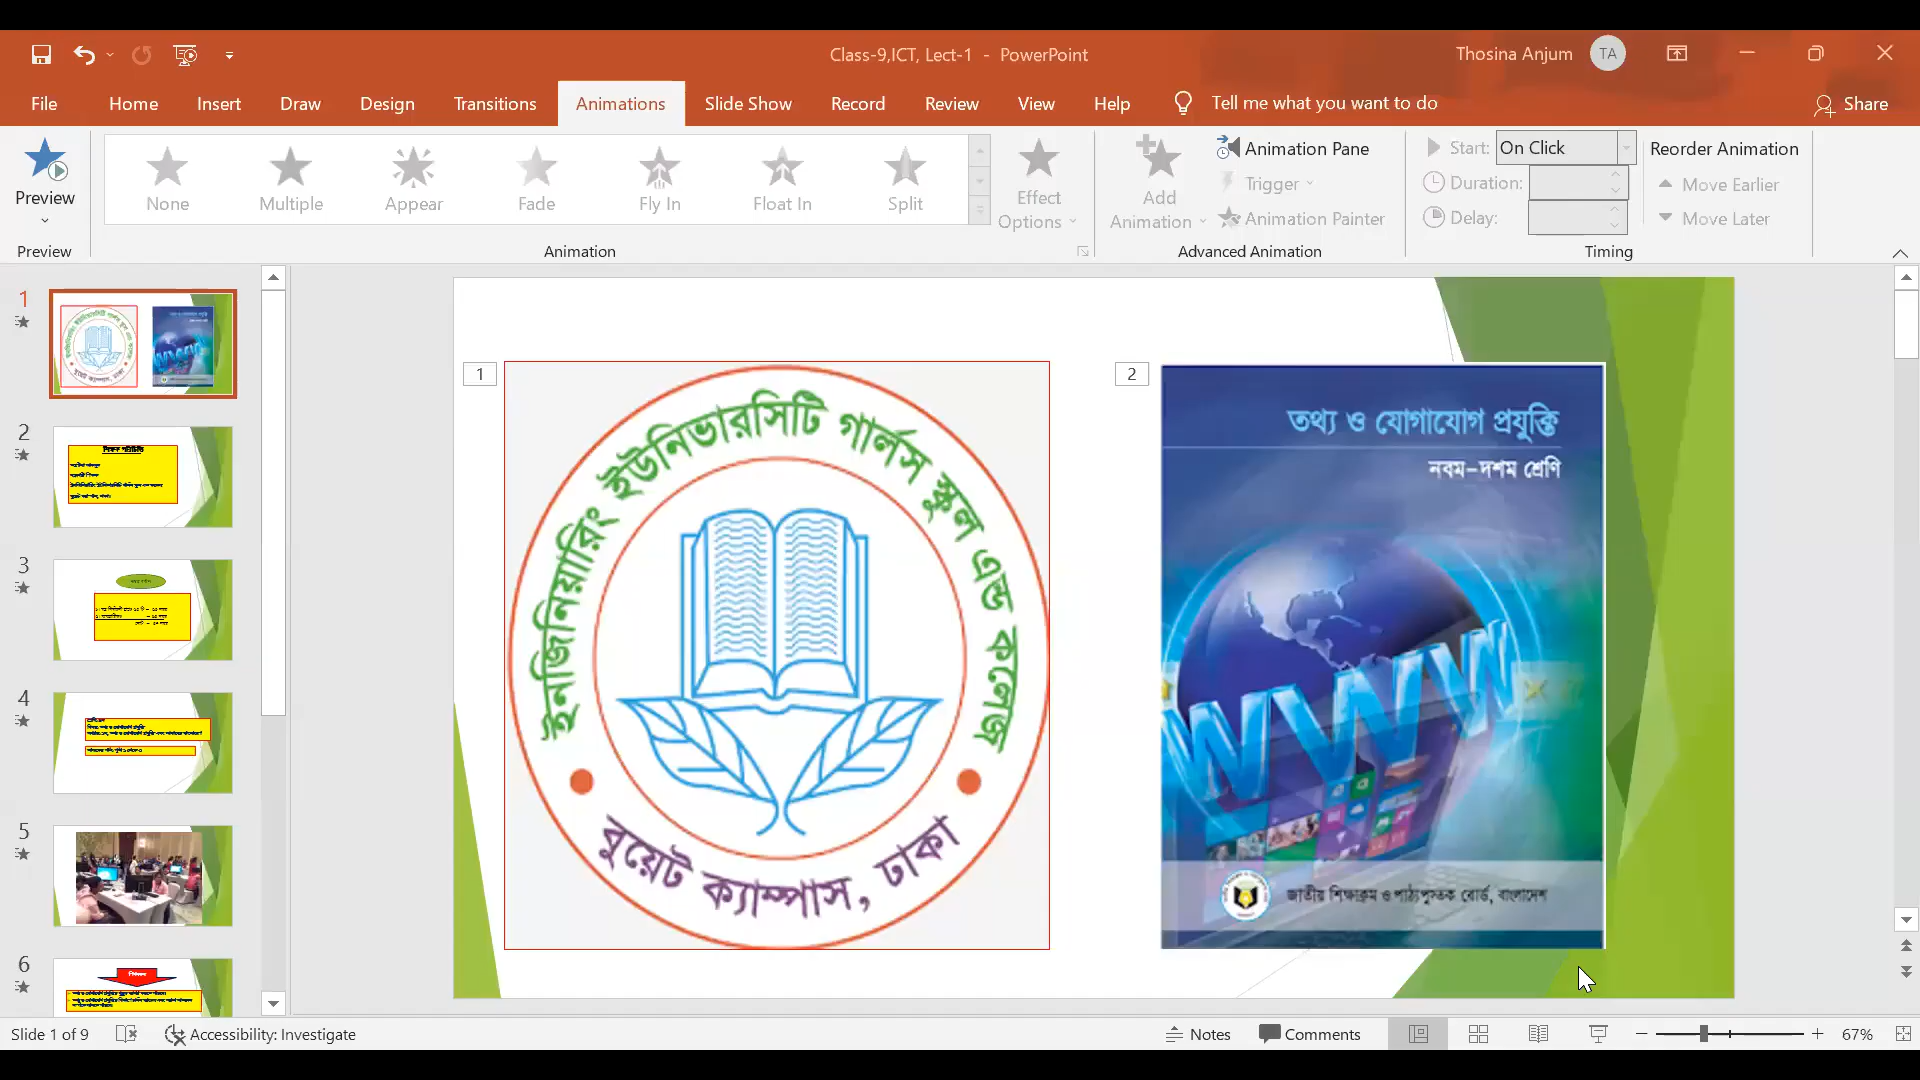 Class-9,ICT, Lect-1 - PowerPoint
Thosina Anjum
TA
File
Home
Insert
Draw
Design
Transitions
Animations
Slide Show
Record
Review
View
Help
Tell me what you want to do
Share
Preview
None
Multiple
Appear
Fade
Fly In
Float In
Split
Effect
Options
Add
Animation
Animation Pane
Trigger
Animation Painter
Start:
On Click
Duration:
Delay:
Reorder Animation
Move Earlier
Move Later
Preview
Animation
Advanced Animation
Timing
1
2
3
4
5
6
1
ইনজিনিয়ারিং ইউনিভারসিটি গার্লস স্কুল এন্ড কলেজ
বুয়েট ক্যাম্পাস, ঢাকা
2
তথ্য ও যোগাযোগ প্রযুক্তি
নবম-দশম শ্রেণি
WWW
জাতীয় শিক্ষাক্রম ও পাঠ্যপুস্তক বোর্ড, বাংলাদেশ
Slide 1 of 9
Accessibility: Investigate
Notes
Comments
67%